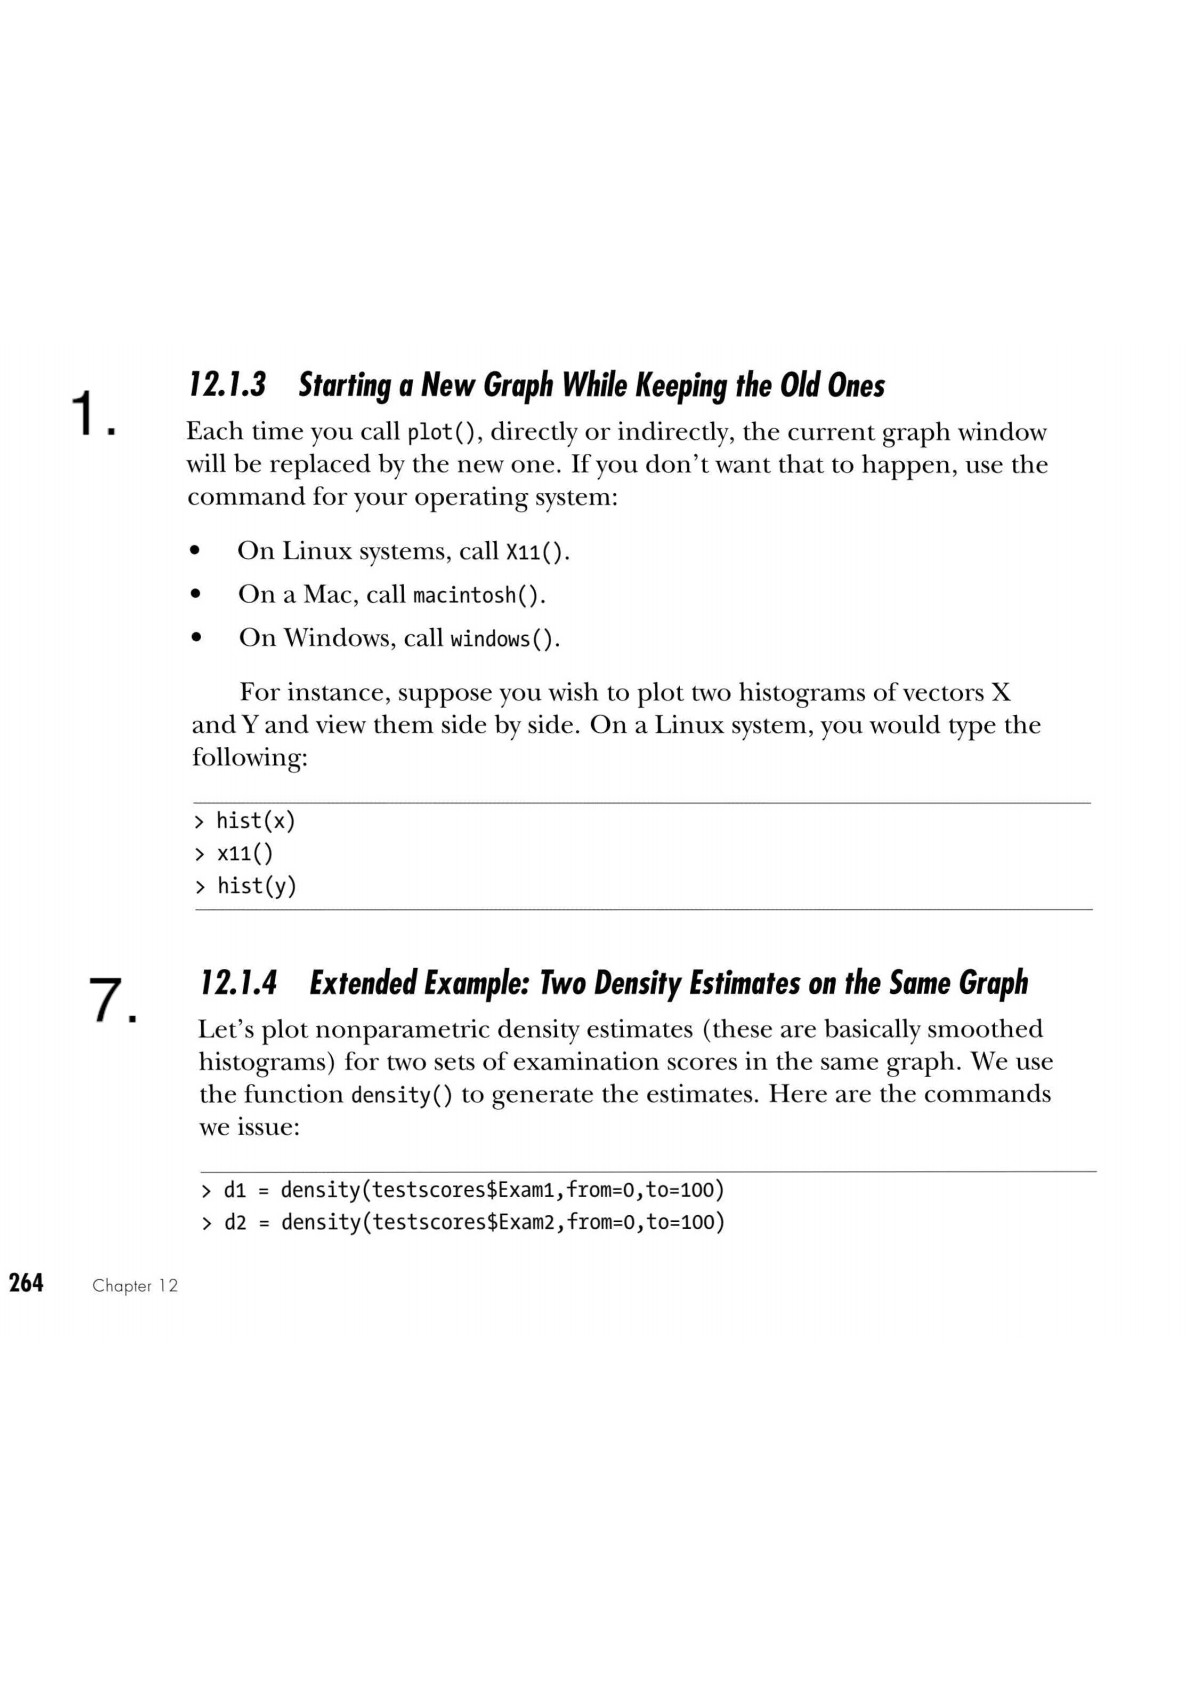 1.
12.1.3 Starting a New Graph While Keeping the Old Ones
Each time you call plot(), directly or indirectly, the current graph window
will be replaced by the new one. If you don't want that to happen, use the
command for your operating system:
• On Linux systems, call X11().
• On a Mac, call macintosh().
• On Windows, call windows().
For instance, suppose you wish to plot two histograms of vectors X
and Y and view them side by side. On a Linux system, you would type the
following:
> hist(x)
> x11()
> hist(y)
7.
12.1.4 Extended Example: Two Density Estimates on the Same Graph
Let's plot nonparametric density estimates (these are basically smoothed
histograms) for two sets of examination scores in the same graph. We use
the function density() to generate the estimates. Here are the commands
we issue:
> d1 = density(testscores$Exam1,from=0,to=100)
> d2 = density(testscores$Exam2,from=0,to=100)
264 Chapter 12